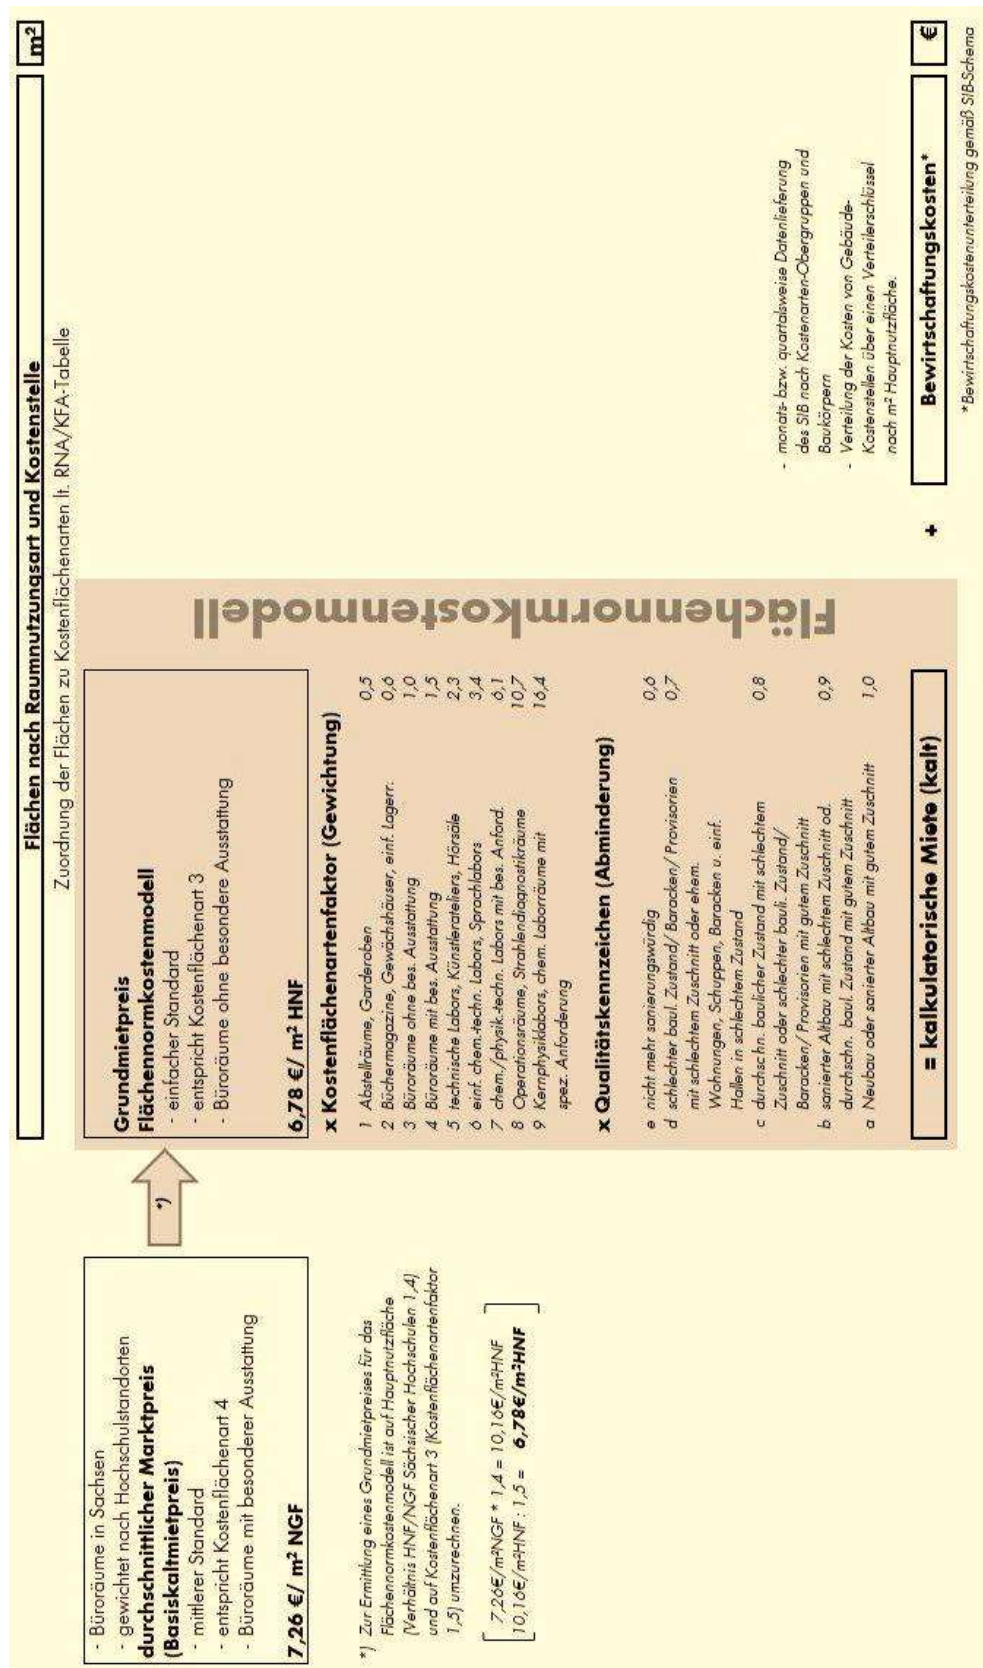 Flächen nach Raumnutzungsart und Kostenstelle
m²
Zuordnung der Flächen zu Kostenflächenarten lt. RNA/KFA-Tabelle
- Büroräume in Sachsen
- gewichtet nach Hochschulstandorten
durchschnittlicher Marktpreis
(Basiskaltmietpreis)
- mittlerer Standard
- entspricht Kostenflächenart 4
- Büroräume mit besonderer Ausstattung
7,26 €/ m² NGF
*)
Grundmietpreis
Flächennormkostenmodell
- einfacher Standard
- entspricht Kostenflächenart 3
- Büroräume ohne besondere Ausstattung
6,78 €/ m² HNF
*) Zur Ermittlung eines Grundmietpreises für das
Flächennormkostenmodell ist auf Hauptnutzfläche
(Verhältnis HNF/NGF Sächsischer Hochschulen 1,4)
und auf Kostenflächenart 3 (Kostenflächenartenfaktor
1,5) umzurechnen.
7,26€/m²NGF * 1,4 = 10,16€/m²HNF
10,16€/m²HNF : 1,5 = 6,78€/m²HNF
x Kostenflächenartenfaktor (Gewichtung)
1 Abstellräume, Garderoben 0,5
2 Büchermagazine, Gewächshäuser, einf. Lagerr. 0,6
3 Büroräume ohne bes. Ausstattung 1,0
4 Büroräume mit bes. Ausstattung 1,5
5 technische Labors, Künstlerateliers, Hörsäle 2,3
6 einf. chem.-techn. Labors, Sprachlabors 3,4
7 chem./physik.-techn. Labors mit bes. Anford. 6,1
8 Operationsräume, Strahlendiagnostikräume 10,7
9 Kernphysiklabors, chem. Laborräume mit 16,4
spez. Anforderung
x Qualitätskennzeichen (Abminderung)
e nicht mehr sanierungswürdig 0,6
d schlechter baul. Zustand/ Baracken/ Provisorien 0,7
mit schlechtem Zuschnitt oder ehem.
Wohnungen, Schuppen, Baracken u. einf.
Hallen in schlechtem Zustand
c durchschn. baulicher Zustand mit schlechtem 0,8
Zuschnitt oder schlechter bauli. Zustand/
Baracken/ Provisorien mit gutem Zuschnitt
b sanierter Altbau mit schlechtem Zuschnitt od. 0,9
durchschn. baul. Zustand mit gutem Zuschnitt
a Neubau oder sanierter Altbau mit gutem Zuschnitt 1,0
Flächennormkostenmodell
- monats- bzw. quartalsweise Datenlieferung
des SIB nach Kostenarten-Obergruppen und
Baukörpern
- Verteilung der Kosten von Gebäude-
Kostenstellen über einen Verteilerschlüssel
nach m² Hauptnutzfläche.
= kalkulatorische Miete (kalt)
+
Bewirtschaftungskosten*
€
*Bewirtschaftungskostenunterteilung gemäß SIB-Schema